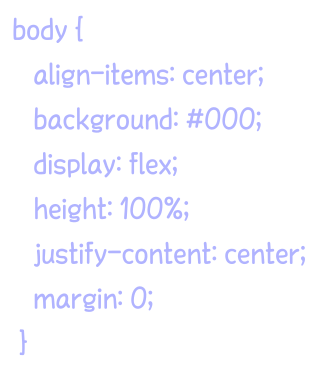 body {
align-items: center;
background: #000;
display: flex;
height: 100%;
justify-content: center;
margin: 0;
}